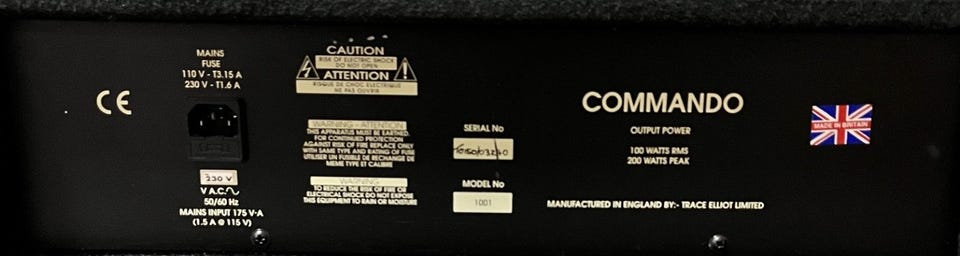 CE
MAINS
FUSE
110 V - T3.15 A
230 V - T1.6 A
230 V
V A.C.
50/60 Hz
MAINS INPUT 175 V-A
(1.5 A @ 115 V)
CAUTION
RISK OF ELECTRIC SHOCK
DO NOT OPEN
ATTENTION
RISQUE DE CHOC ELECTRIQUE
NE PAS OUVRIR
WARNING - ATTENTION
THIS APPARATUS MUST BE EARTHED.
FOR CONTINUED PROTECTION
AGAINST RISK OF FIRE REPLACE ONLY
WITH SAME TYPE AND RATING OF FUSE
UTILISER UN FUSIBLE DE RECHANGE DE
MEME TYPE ET CALIBRE
WARNING
TO REDUCE THE RISK OF FIRE OR
ELECTRICAL SHOCK DO NOT EXPOSE
THIS EQUIPMENT TO RAIN OR MOISTURE
SERIAL No
MODEL No
1001
COMMANDO
OUTPUT POWER
100 WATTS RMS
200 WATTS PEAK
MANUFACTURED IN ENGLAND BY:- TRACE ELLIOT LIMITED
MADE IN BRITAIN